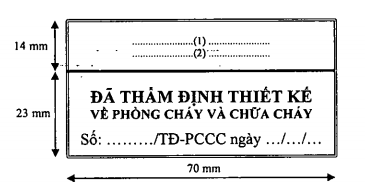 14 mm
..............(1)..............
..............(2)..............
23 mm
ĐÃ THẨM ĐỊNH THIẾT KẾ
VỀ PHÒNG CHÁY VÀ CHỮA CHÁY
Số: ………/TĐ-PCCC ngày …/…/…
70 mm